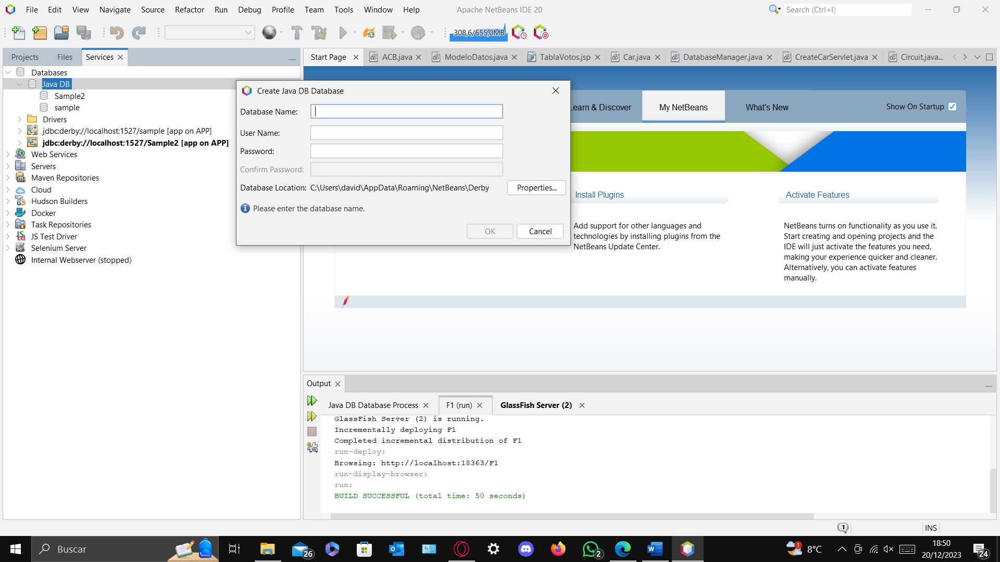 File Edit View Navigate Source Refactor Run Debug Profile Team Tools Window Help
Apache NetBeans IDE 20
Search (Ctrl+I)
308,6/655,0MB
Projects Files Services
Start Page ACB.java ModeloDatos.java TablaVotos.jsp Car.java DatabaseManager.java CreateCarServlet.java Circuit.java...
Databases
Java DB
Sample2
sample
Drivers
jdbc:derby://localhost:1527/sample [app on APP]
jdbc:derby://localhost:1527/Sample2 [app on APP]
Web Services
Servers
Maven Repositories
Cloud
Hudson Builders
Docker
Task Repositories
JS Test Driver
Selenium Server
Internal Webserver (stopped)
Create Java DB Database
Database Name:
User Name:
Password:
Confirm Password:
Database Location: C:\Users\david\AppData\Roaming\NetBeans\Derby Properties...
Please enter the database name.
OK Cancel
Learn & Discover My NetBeans What's New Show On Startup
Install Plugins
Add support for other languages and
technologies by installing plugins from the
NetBeans Update Center.
Activate Features
NetBeans turns on functionality as you use it.
Start creating and opening projects and the
IDE will just activate the features you need,
making your experience quicker and cleaner.
Alternatively, you can activate features
manually.
Output
Java DB Database Process F1 (run) GlassFish Server (2)
GlassFish Server (2) is running.
Incrementally deploying F1
Completed incremental distribution of F1
run-deploy:
Browsing: http://localhost:18363/F1
run-display-browser:
run:
BUILD SUCCESSFUL (total time: 50 seconds)
1 INS
Buscar
26
2
1
8°C
18:50
20/12/2023
24